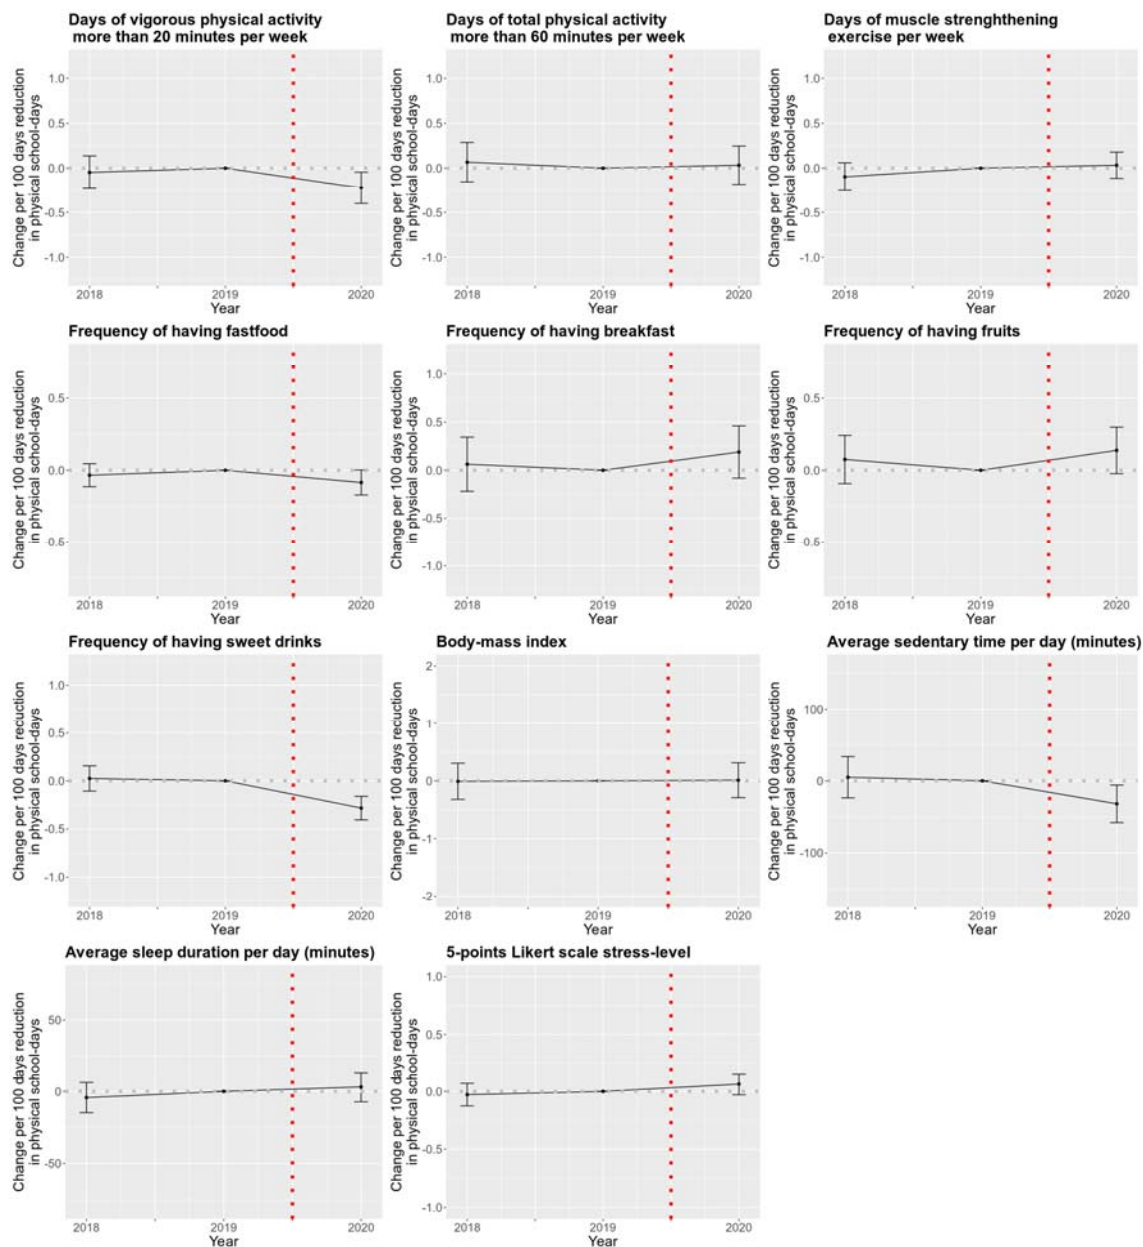 Days of vigorous physical activity
more than 20 minutes per week
Change per 100 days reduction
in physical school-days
1.0
0.5
0.0
-0.5
-1.0
2018
2019
2020
Year
Days of total physical activity
more than 60 minutes per week
Change per 100 days reduction
in physical school-days
1.0
0.5
0.0
-0.5
-1.0
2018
2019
2020
Year
Days of muscle strenghthening
exercise per week
Change per 100 days reduction
in physical school-days
1.0
0.5
0.0
-0.5
-1.0
2018
2019
2020
Year
Frequency of having fastfood
Change per 100 days reduction
in physical school-days
0.5
0.0
-0.5
2018
2019
2020
Year
Frequency of having breakfast
Change per 100 days reduction
in physical school-days
1.0
0.5
0.0
-0.5
-1.0
2018
2019
2020
Year
Frequency of having fruits
Change per 100 days reduction
in physical school-days
0.5
0.0
-0.5
2018
2019
2020
Year
Frequency of having sweet drinks
Change per 100 days recuction
in physical school-days
1.0
0.5
0.0
-0.5
-1.0
2018
2019
2020
Year
Body-mass index
Change per 100 days reduction
in physical school-days
2
1
0
-1
-2
2018
2019
2020
Year
Average sedentary time per day (minutes)
Change per 100 days reduction
in physical school-days
100
0
-100
2018
2019
2020
Year
Average sleep duration per day (minutes)
Change per 100 days reduction
in physical school-days
50
0
-50
2018
2019
2020
Year
5-points Likert scale stress-level
Change per 100 days reduction
in physical school-days
1.0
0.5
0.0
-0.5
-1.0
2018
2019
2020
Year